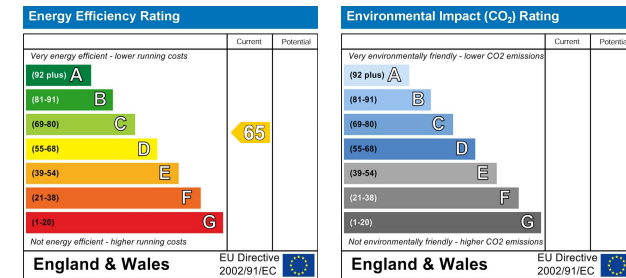 Energy Efficiency Rating
Current Potential
Very energy efficient - lower running costs
(92 plus) A
(81-91) B
(69-80) C
(55-68) D
(39-54) E
(21-38) F
(1-20) G
65
Not energy efficient - higher running costs
England & Wales
EU Directive
2002/91/EC
Environmental Impact (CO₂) Rating
Current Potential
Very environmentally friendly - lower CO2 emissions
(92 plus) A
(81-91) B
(69-80) C
(55-68) D
(39-54) E
(21-38) F
(1-20) G
Not environmentally friendly - higher CO2 emissions
England & Wales
EU Directive
2002/91/EC